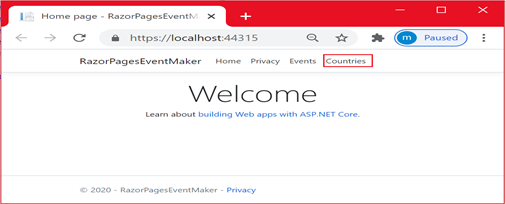 Home page - RazorPagesEventM
https://localhost:44315
m Paused
RazorPagesEventMaker Home Privacy Events Countries
Welcome
Learn about building Web apps with ASP.NET Core.
© 2020 - RazorPagesEventMaker - Privacy